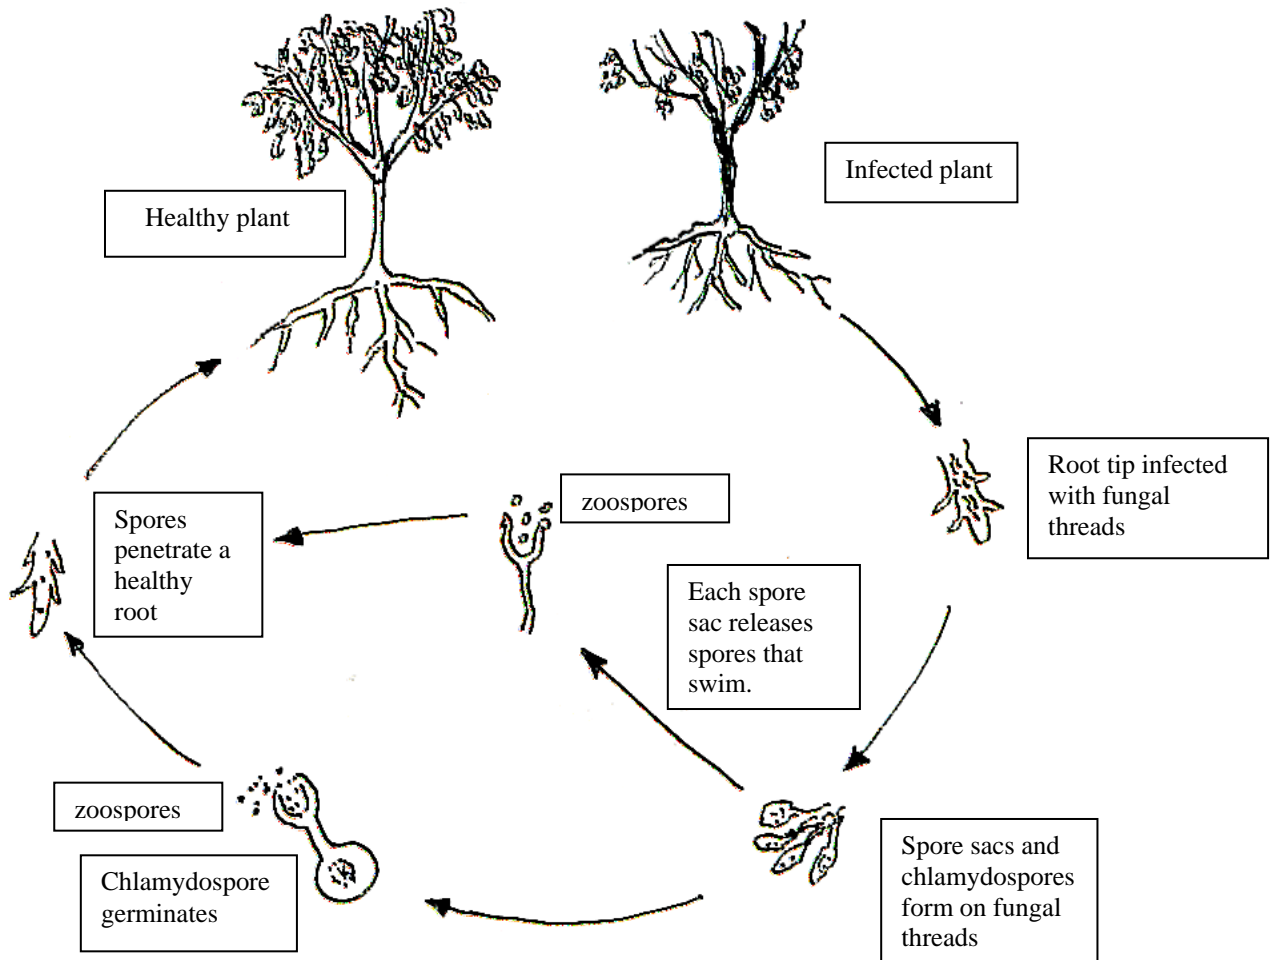 Infected plant
Healthy plant
Root tip infected
with fungal
threads
zoospores
Spores
penetrate a
healthy
root
Each spore
sac releases
spores that
swim.
zoospores
Chlamydospore
germinates
Spore sacs and
chlamydospores
form on fungal
threads